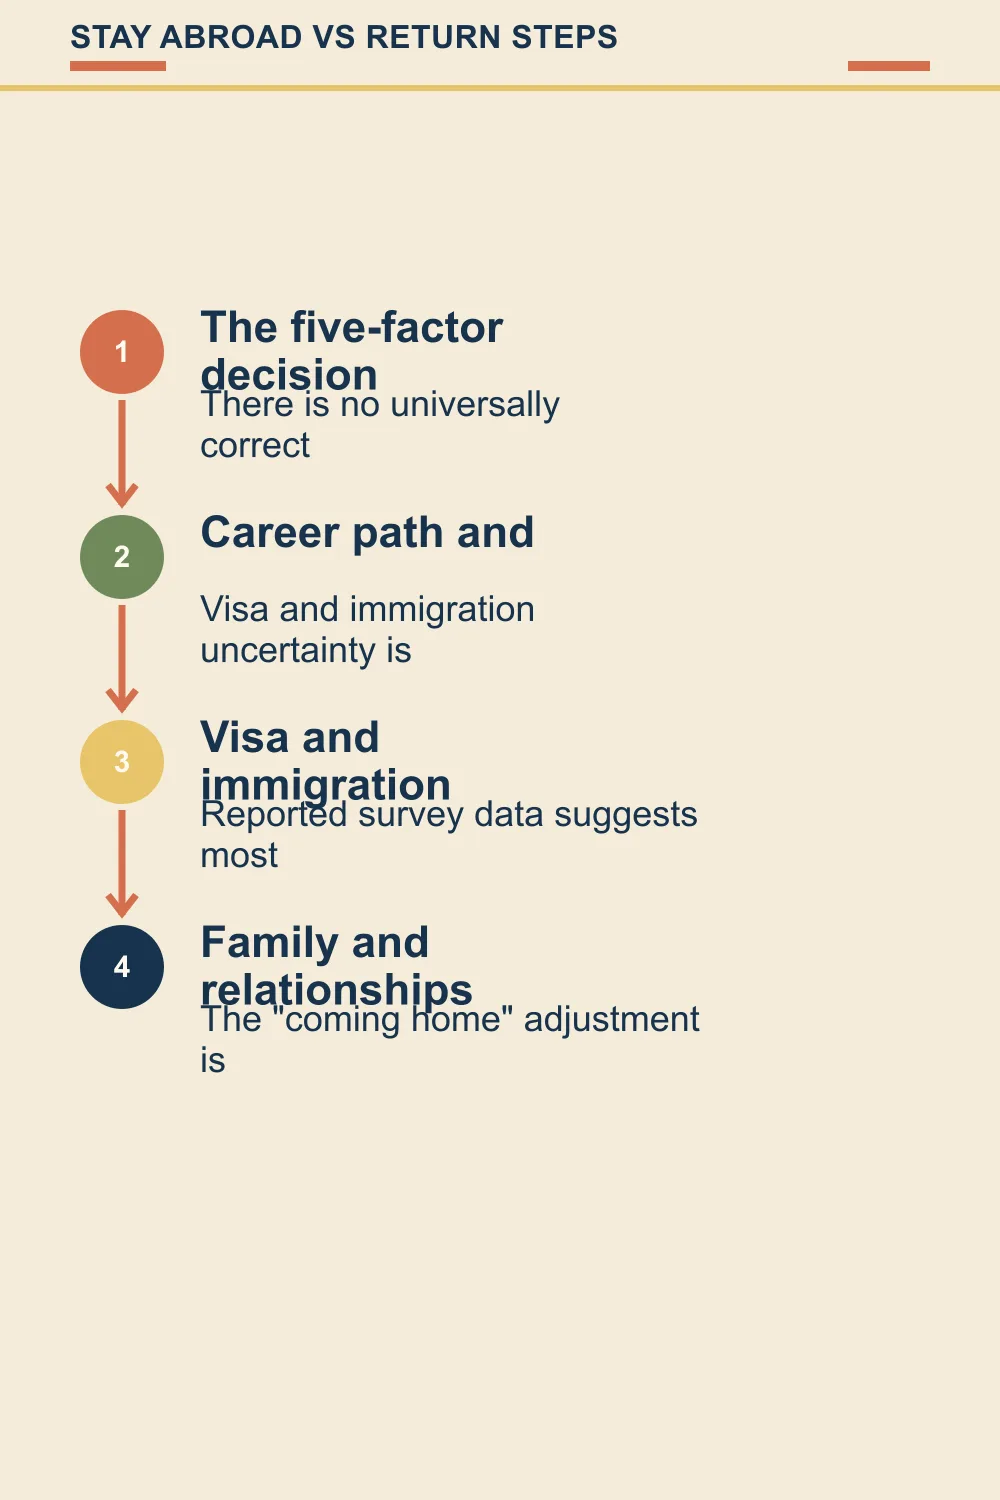 STAY ABROAD VS RETURN STEPS
1
The five-factor
decision
There is no universally
correct
2
Career path and
Visa and immigration
uncertainty is
3
Visa and
immigration
Reported survey data suggests
most
4
Family and
relationships
The "coming home" adjustment
is